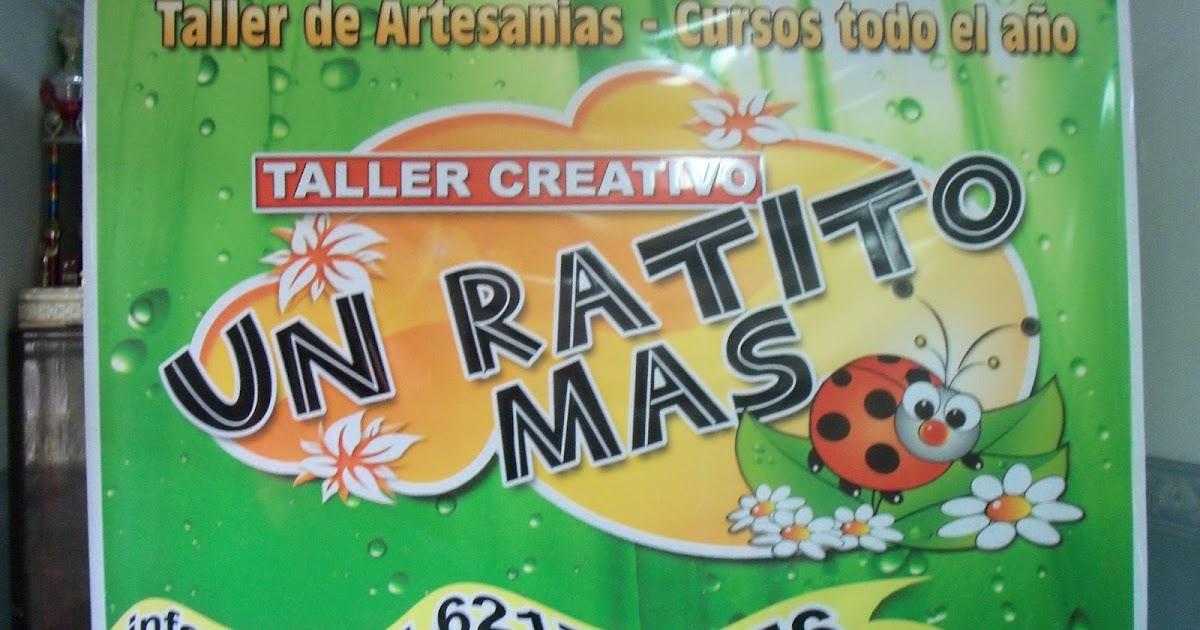 Taller de Artesanias - Cursos todo el año
TALLER CREATIVO
UN RATITO
MAS